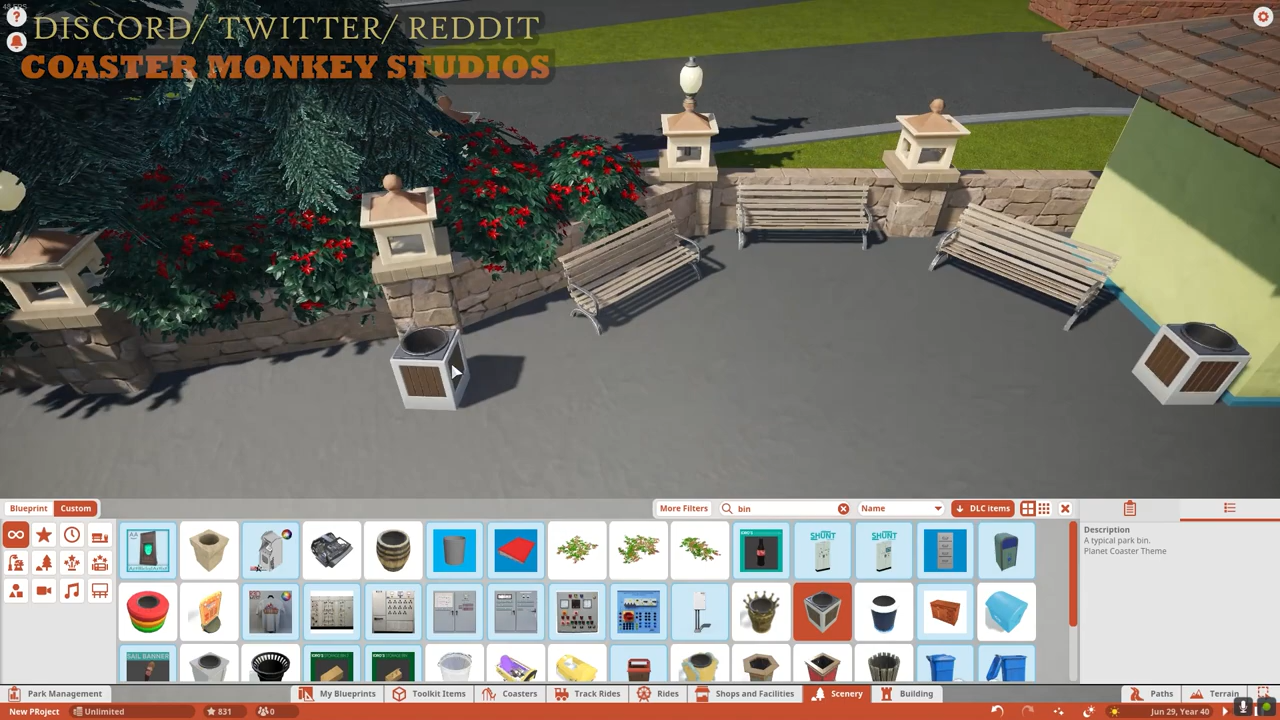 DISCORD/ TWITTER/ REDDIT
COASTER MONKEY STUDIOS
Blueprint
Custom
More Filters
bin
Name
DLC items
Description
A typical park bin.
Planet Coaster Theme
SHUNT
SHUNT
SAIL BANNER
Park Management
My Blueprints
Toolkit Items
Coasters
Track Rides
Rides
Shops and Facilities
Scenery
Building
Paths
Terrain
New PRoject
Unlimited
831
0
Jun 29, Year 40